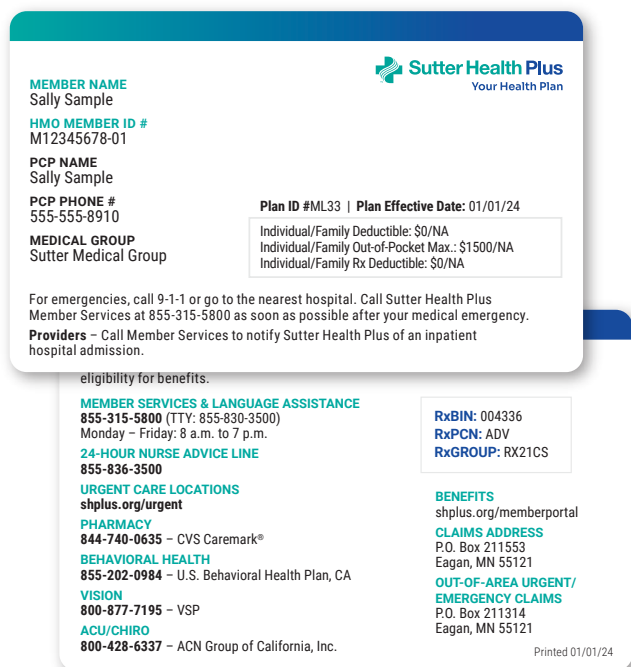 Sutter Health Plus
Your Health Plan
MEMBER NAME
Sally Sample
HMO MEMBER ID #
M12345678-01
PCP NAME
Sally Sample
PCP PHONE #
555-555-8910
MEDICAL GROUP
Sutter Medical Group
Plan ID #ML33 | Plan Effective Date: 01/01/24
Individual/Family Deductible: $0/NA
Individual/Family Out-of-Pocket Max.: $1500/NA
Individual/Family Rx Deductible: $0/NA
For emergencies, call 9-1-1 or go to the nearest hospital. Call Sutter Health Plus
Member Services at 855-315-5800 as soon as possible after your medical emergency.
Providers – Call Member Services to notify Sutter Health Plus of an inpatient
hospital admission.
eligibility for benefits.
MEMBER SERVICES & LANGUAGE ASSISTANCE
855-315-5800 (TTY: 855-830-3500)
Monday – Friday: 8 a.m. to 7 p.m.
24-HOUR NURSE ADVICE LINE
855-836-3500
URGENT CARE LOCATIONS
shplus.org/urgent
PHARMACY
844-740-0635 – CVS Caremark®
BEHAVIORAL HEALTH
855-202-0984 – U.S. Behavioral Health Plan, CA
VISION
800-877-7195 – VSP
ACU/CHIRO
800-428-6337 – ACN Group of California, Inc.
RxBIN: 004336
RxPCN: ADV
RxGROUP: RX21CS
BENEFITS
shplus.org/memberportal
CLAIMS ADDRESS
P.O. Box 211553
Eagan, MN 55121
OUT-OF-AREA URGENT/
EMERGENCY CLAIMS
P.O. Box 211314
Eagan, MN 55121
Printed 01/01/24